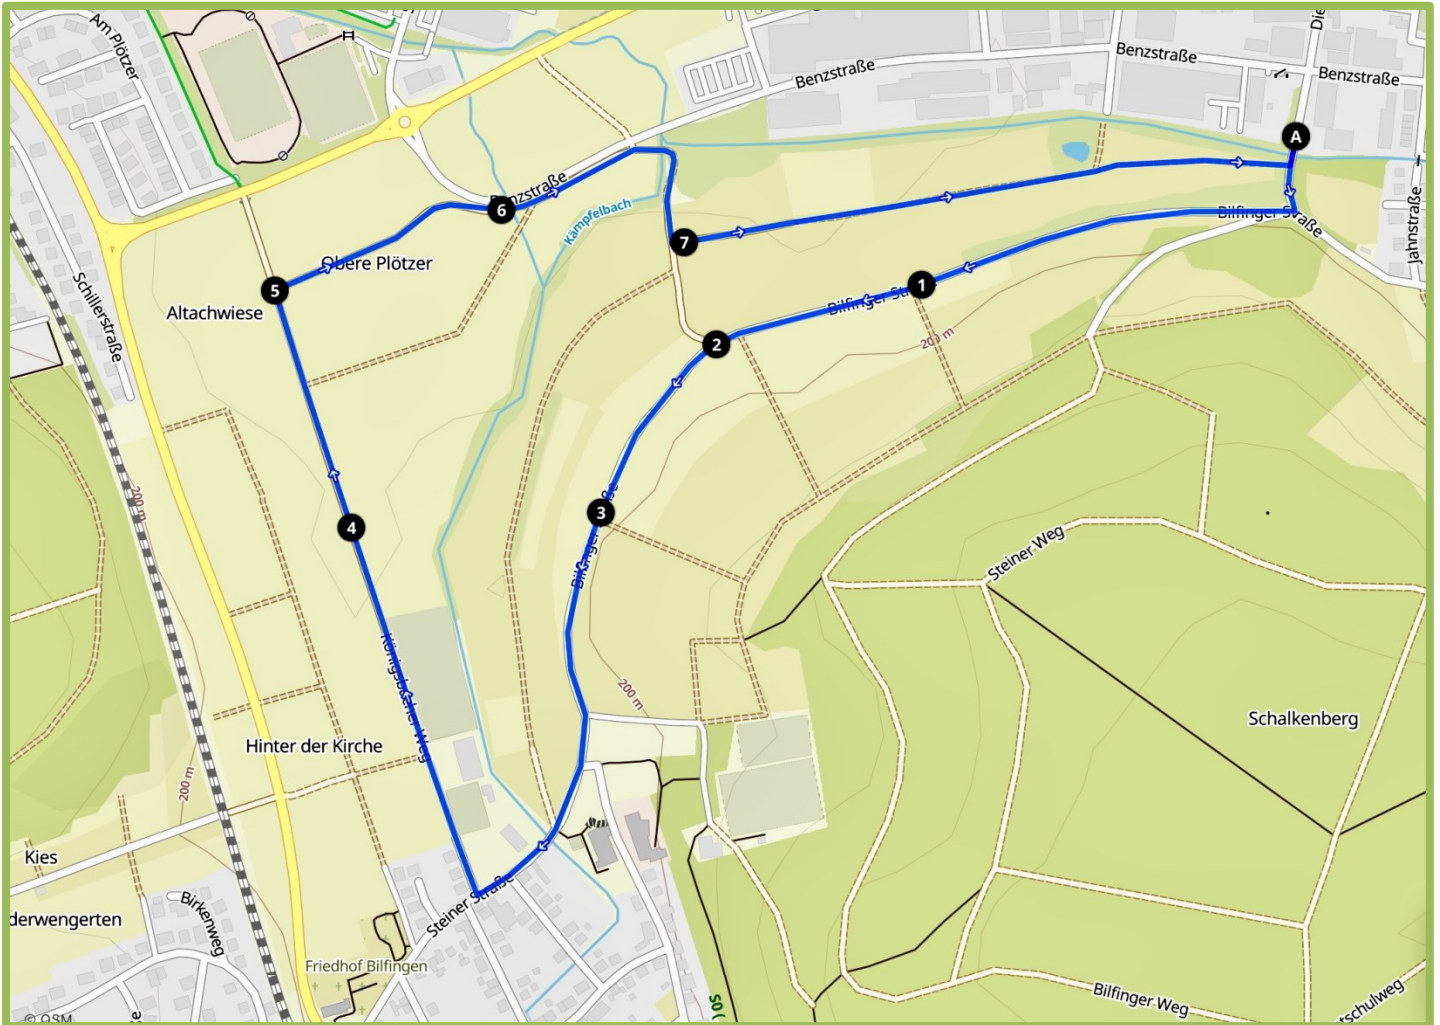 Am Plötzer
Benzstraße
Benzstraße
Benzstraße
Die
A
Jahnstraße
Benzstraße
6
Kämpfelbach
Bilfinger Straße
7
Obere Plötzer
5
Altachwiese
1
Schillerstraße
2
200 m
200 m
3
4
Steiner Weg
Königsbacher Weg
200 m
Schalkenberg
Hinter der Kirche
200 m
Kies
derwengerten
Birkenweg
Steiner Straße
Friedhof Bilfingen
Bilfinger Weg
tschulweg
© OSM